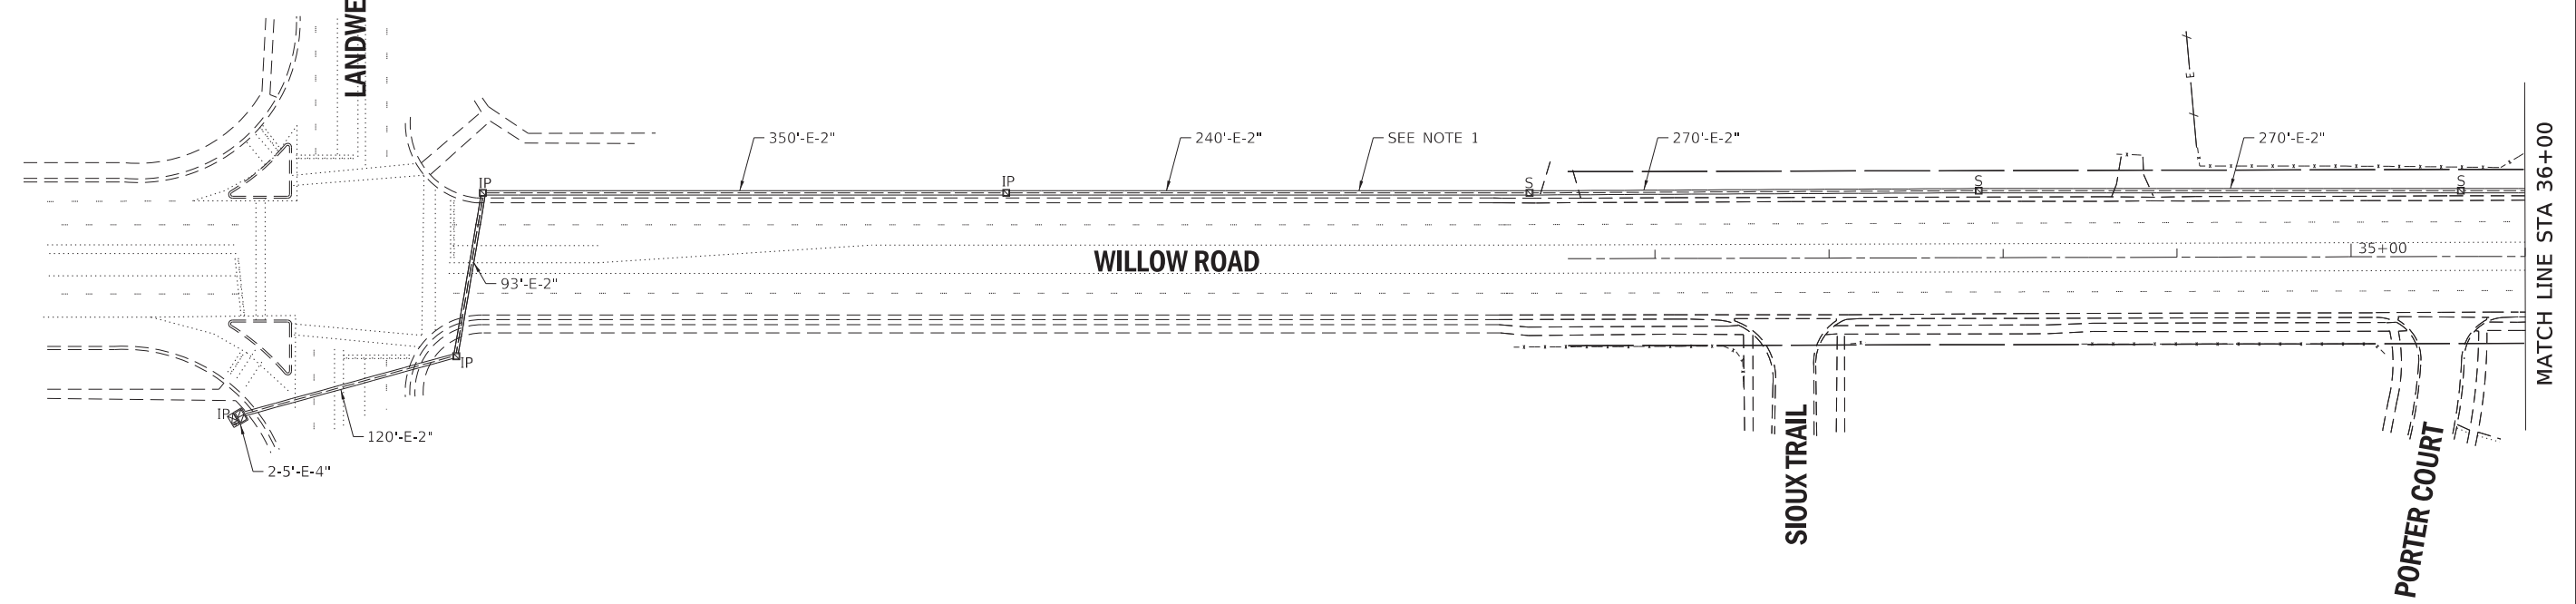 LANDWE
350'-E-2"
240'-E-2"
SEE NOTE 1
270'-E-2"
270'-E-2"
IP
IP
S
S
S
E
35+00
MATCH LINE STA 36+00
WILLOW ROAD
93'-E-2"
IP
IP
120'-E-2"
2-5'-E-4"
SIOUX TRAIL
PORTER COURT